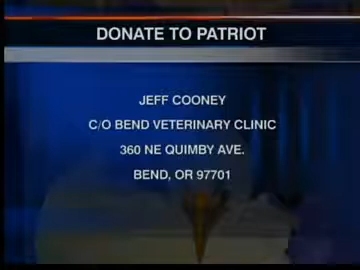 DONATE TO PATRIOT
JEFF COONEY
C/O BEND VETERINARY CLINIC
360 NE QUIMBY AVE.
BEND, OR 97701